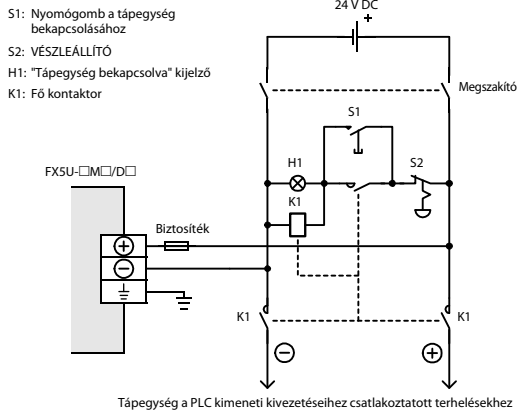 24 V DC
+
S1: Nyomógomb a tápegység
bekapcsolásához
S2: VÉSZLEÁLLÍTÓ
H1: "Tápegység bekapcsolva" kijelző
K1: Fő kontaktor
Megszakító
S1
H1
S2
K1
FX5U-□M□/D□
Biztosíték
+
−
K1
K1
−
+
Tápegység a PLC kimeneti kivezetéseihez csatlakoztatott terhelésekhez